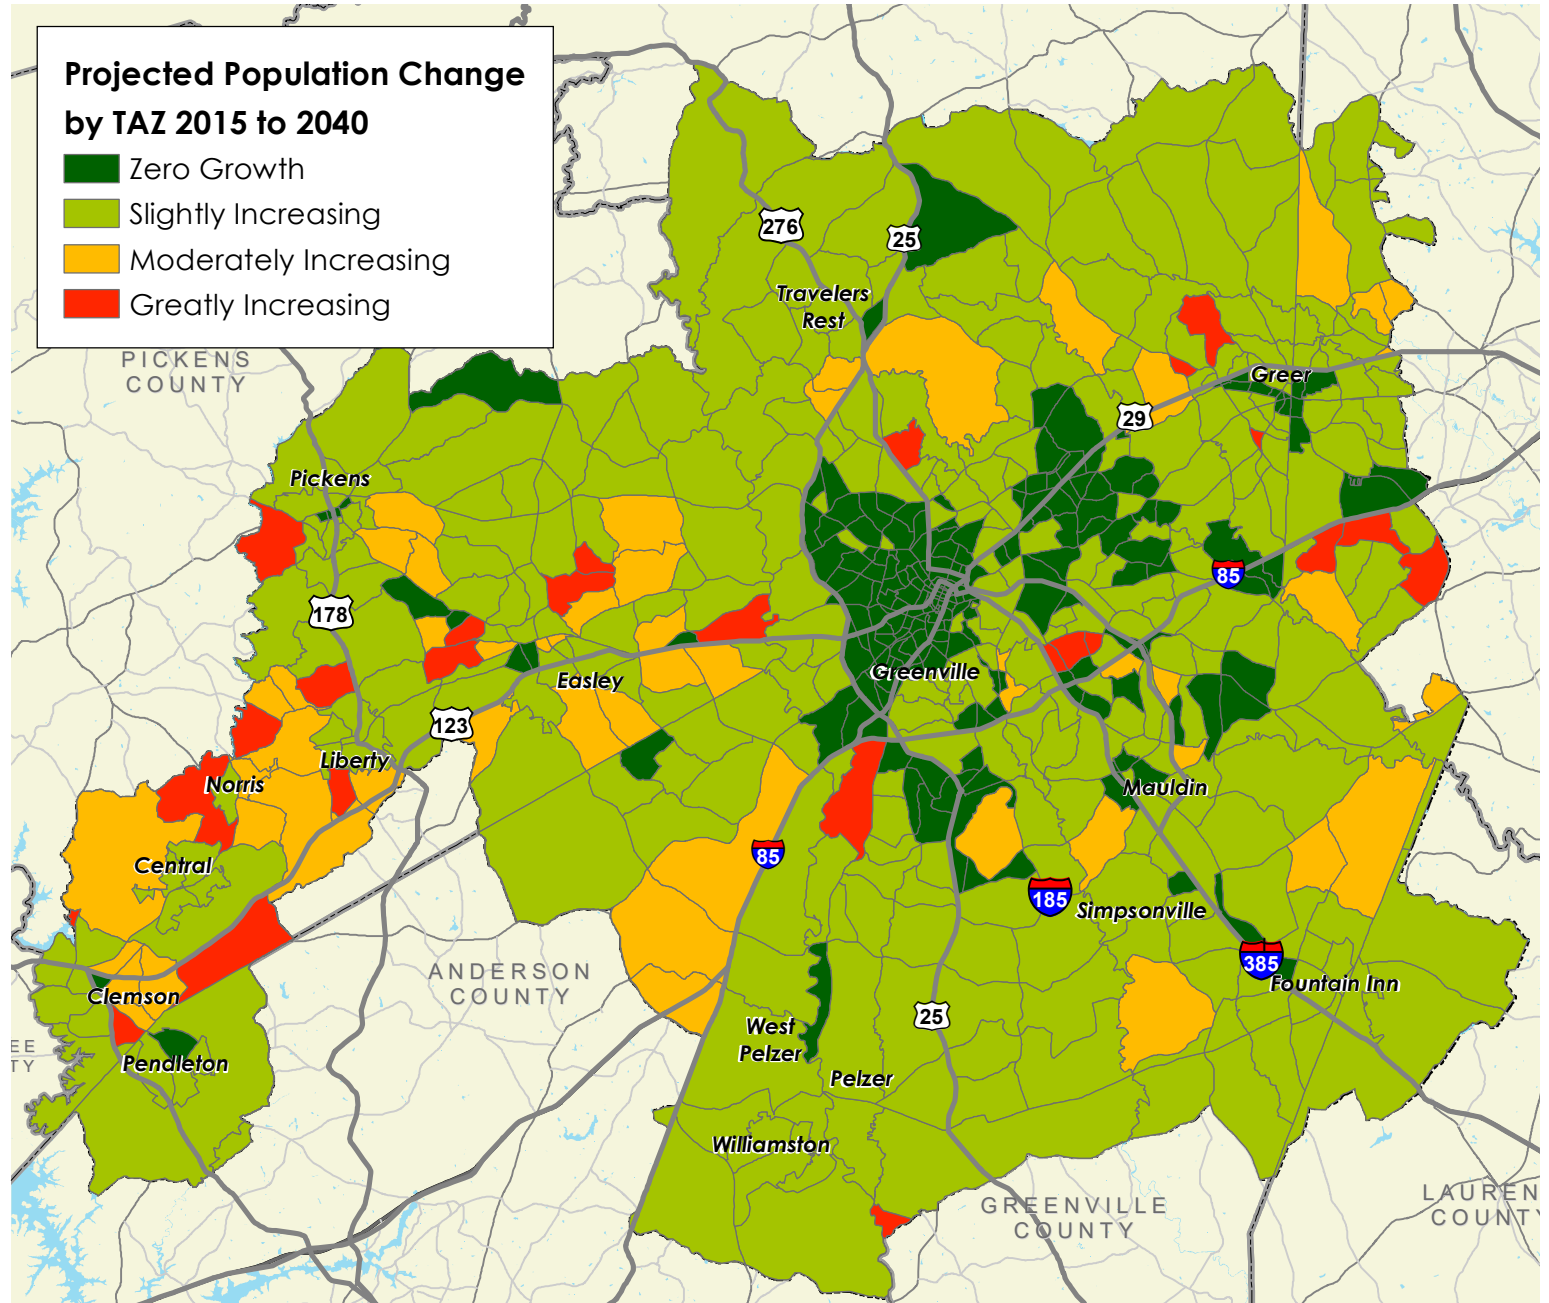 Projected Population Change
by TAZ 2015 to 2040
Zero Growth
Slightly Increasing
Moderately Increasing
Greatly Increasing
PICKENS
COUNTY
276
25
Travelers
Rest
Greer
29
Pickens
85
178
Greenville
Easley
123
Liberty
Norris
Mauldin
85
Central
185
Simpsonville
385
Fountain Inn
ANDERSON
COUNTY
Clemson
25
West
Pelzer
EE
TY
Pendleton
Pelzer
Williamston
GREENVILLE
COUNTY
LAUREN
COUNTY